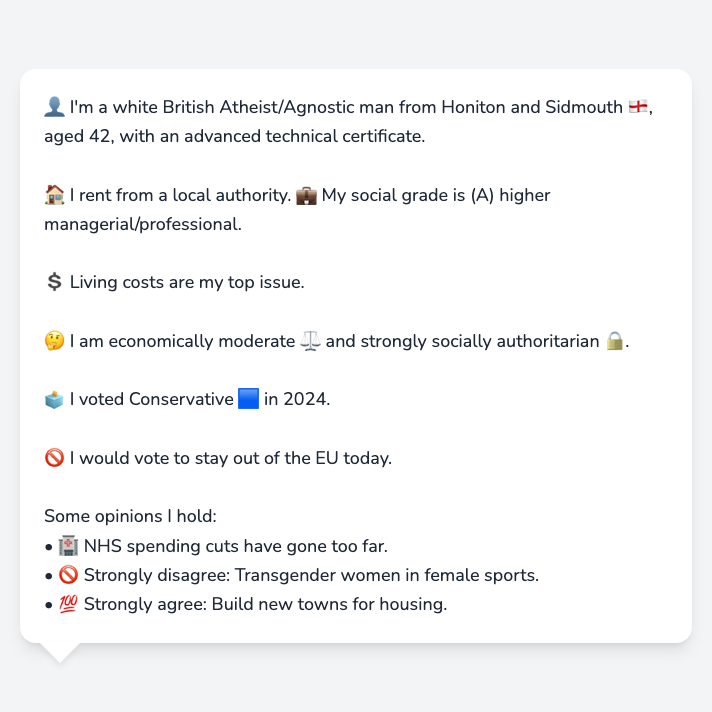 👤 I'm a white British Atheist/Agnostic man from Honiton and Sidmouth 🏴󠁧󠁢󠁥󠁮󠁧󠁿,
aged 42, with an advanced technical certificate.
🏠 I rent from a local authority. 💼 My social grade is (A) higher
managerial/professional.
💲 Living costs are my top issue.
🤔 I am economically moderate ⚖️ and strongly socially authoritarian 🔒.
🗳️ I voted Conservative 🟦 in 2024.
🚫 I would vote to stay out of the EU today.
Some opinions I hold:
• 🏥 NHS spending cuts have gone too far.
• 🚫 Strongly disagree: Transgender women in female sports.
• 💯 Strongly agree: Build new towns for housing.